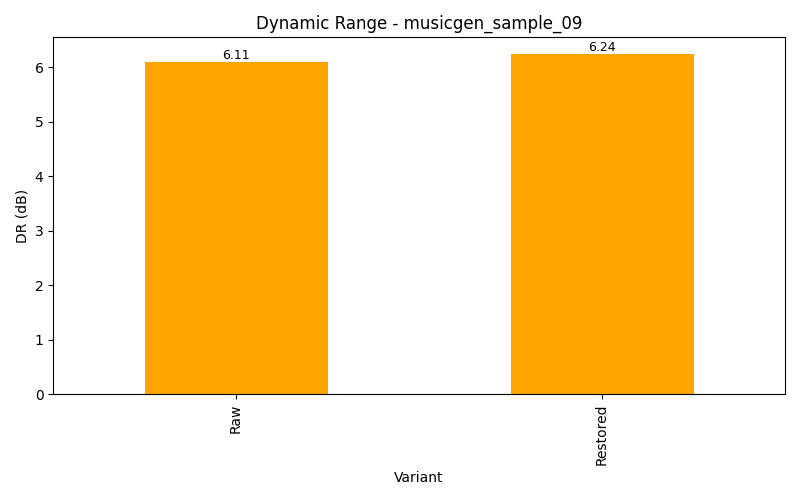 Dynamic Range - musicgen_sample_09
6.11
6.24
6
5
4
3
2
1
0
DR (dB)
Raw
Restored
Variant